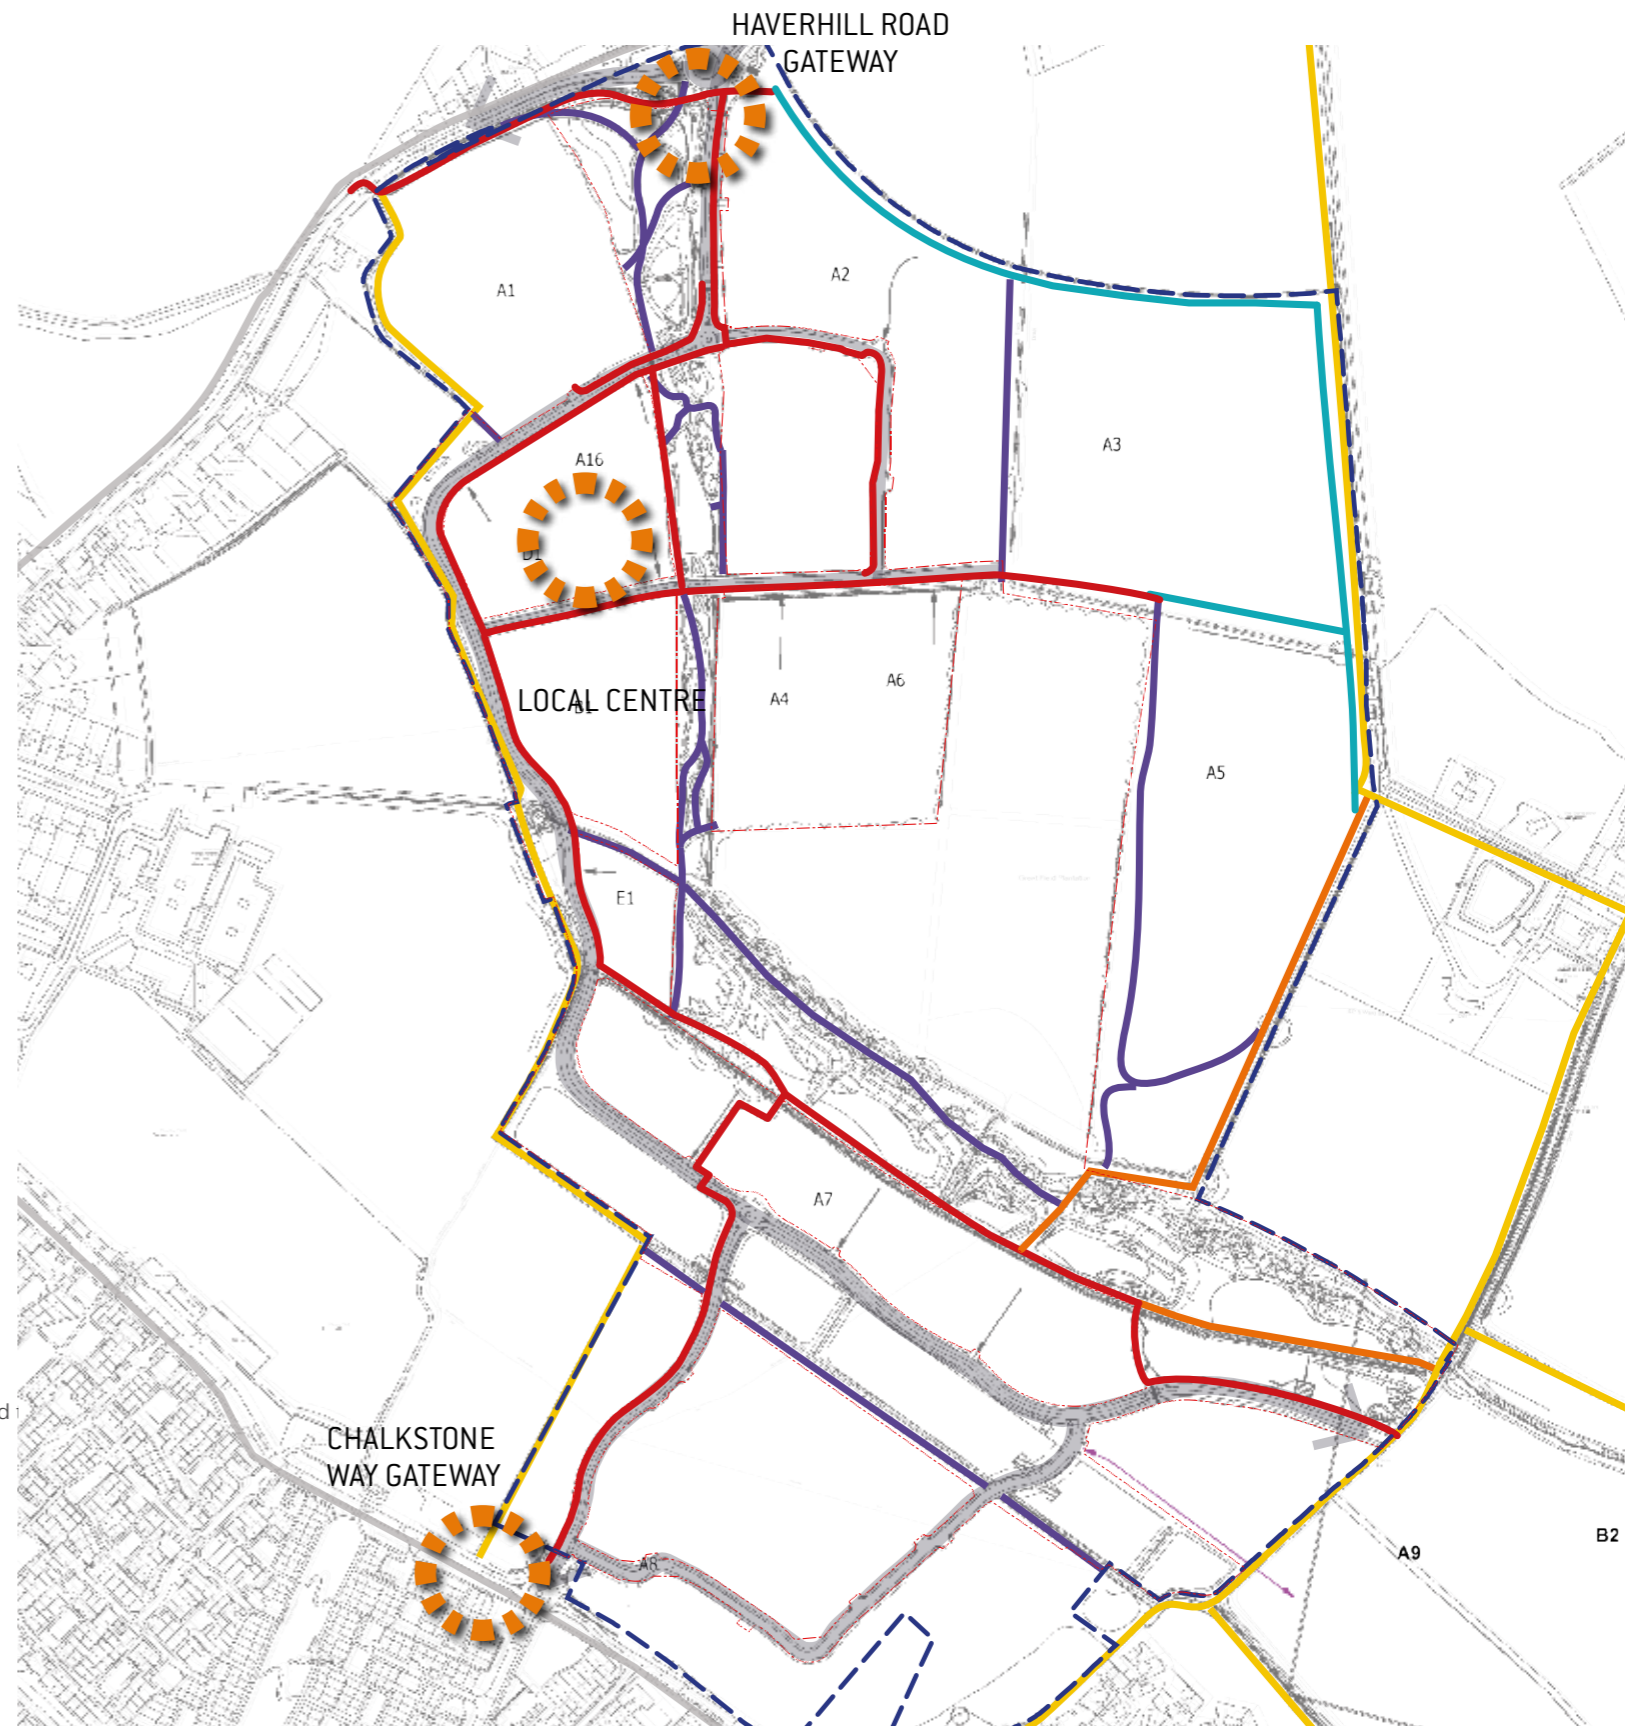 HAVERHILL ROAD
GATEWAY
A2
A1
A3
A16
D1
A6
A4
LOCAL CENTRE
A5
E1
A7
d
CHALKSTONE
WAY GATEWAY
B2
A9
A8